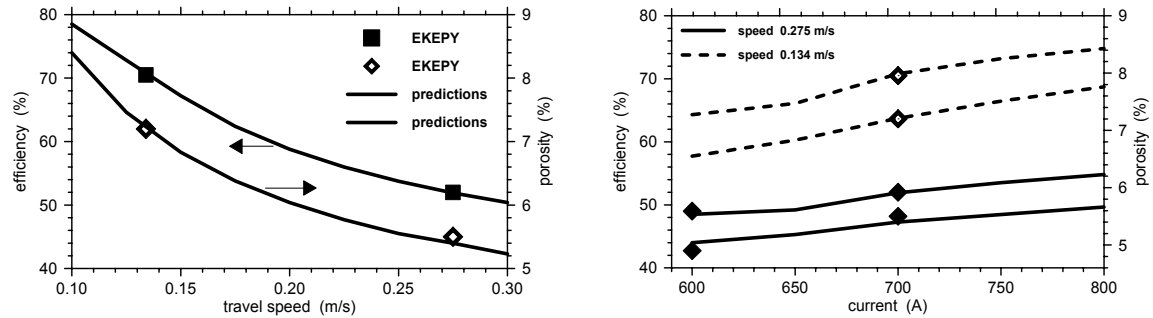 80
70
60
50
40
efficiency (%)
9
8
7
6
5
porosity (%)
EKEPY
EKEPY
predictions
predictions
0.10 0.15 0.20 0.25 0.30
travel speed (m/s)
80
70
60
50
40
efficiency (%)
9
8
7
6
5
porosity (%)
speed 0.275 m/s
speed 0.134 m/s
600 650 700 750 800
current (A)